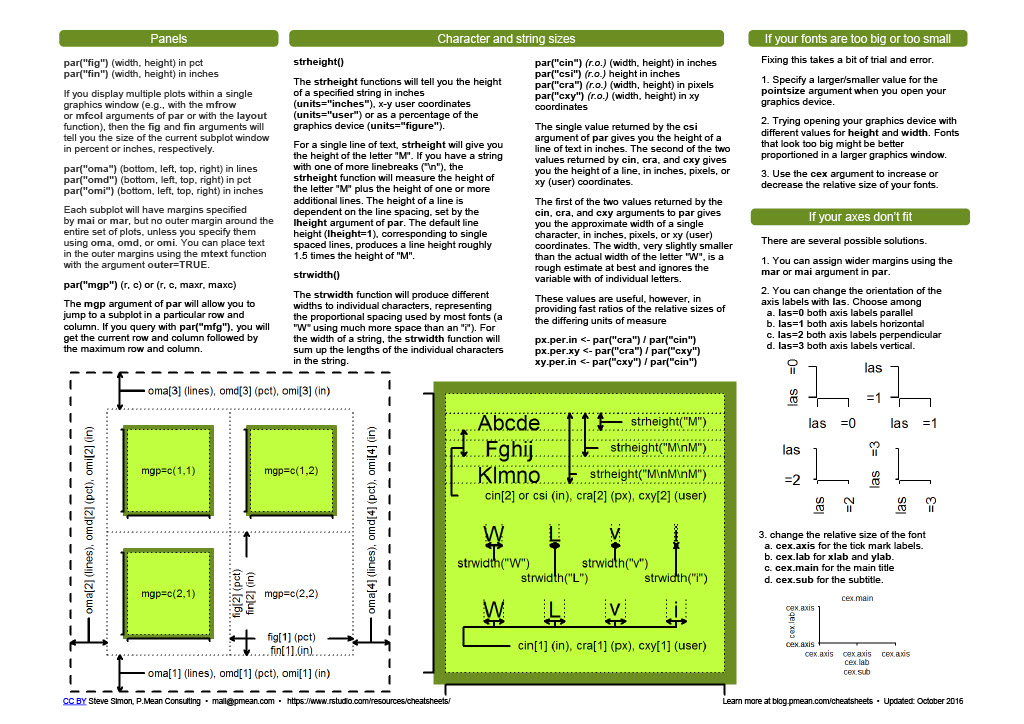 Panels
par("fig") (width, height) in pct
par("fin") (width, height) in inches
If you display multiple plots within a single
graphics window (e.g., with the mfrow
or mfcol arguments of par or with the layout
function), then the fig and fin arguments will
tell you the size of the current subplot window
in percent or inches, respectively.
par("oma") (bottom, left, top, right) in lines
par("omd") (bottom, left, top, right) in pct
par("omi") (bottom, left, top, right) in inches
Each subplot will have margins specified
by mai or mar, but no outer margin around the
entire set of plots, unless you specify them
using oma, omd, or omi. You can place text
in the outer margins using the mtext function
with the argument outer=TRUE.
par("mgp") (r, c) or (r, c, maxr, maxc)
The mgp argument of par will allow you to
jump to a subplot in a particular row and
column. If you query with par("mfg"), you will
get the current row and column followed by
the maximum row and column.
Character and string sizes
strheight()
The strheight functions will tell you the height
of a specified string in inches
(units="inches"), x-y user coordinates
(units="user") or as a percentage of the
graphics device (units="figure").
For a single line of text, strheight will give you
the height of the letter "M". If you have a string
with one of more linebreaks ("\n"), the
strheight function will measure the height of
the letter "M" plus the height of one or more
additional lines. The height of a line is
dependent on the line spacing, set by the
lheight argument of par. The default line
height (lheight=1), corresponding to single
spaced lines, produces a line height roughly
1.5 times the height of "M".
strwidth()
The strwidth function will produce different
widths to individual characters, representing
the proportional spacing used by most fonts (a
"W" using much more space than an "i"). For
the width of a string, the strwidth function will
sum up the lengths of the individual characters
in the string.
par("cin") (r.o.) (width, height) in inches
par("csi") (r.o.) height in inches
par("cra") (r.o.) (width, height) in pixels
par("cxy") (r.o.) (width, height) in xy
coordinates
The single value returned by the csi
argument of par gives you the height of a
line of text in inches. The second of the two
values returned by cin, cra, and cxy gives
you the height of a line, in inches, pixels, or
xy (user) coordinates.
The first of the two values returned by the
cin, cra, and cxy arguments to par gives
you the approximate width of a single
character, in inches, pixels, or xy (user)
coordinates. The width, very slightly smaller
than the actual width of the letter "W", is a
rough estimate at best and ignores the
variable with of individual letters.
These values are useful, however, in
providing fast ratios of the relative sizes of
the differing units of measure
px.per.in <- par("cra") / par("cin")
px.per.xy <- par("cra") / par("cxy")
xy.per.in <- par("cxy") / par("cin")
If your fonts are too big or too small
Fixing this takes a bit of trial and error.
1. Specify a larger/smaller value for the
pointsize argument when you open your
graphics device.
2. Trying opening your graphics device with
different values for height and width. Fonts
that look too big might be better
proportioned in a larger graphics window.
3. Use the cex argument to increase or
decrease the relative size of your fonts.
If your axes don't fit
There are several possible solutions.
1. You can assign wider margins using the
mar or mai argument in par.
2. You can change the orientation of the
axis labels with las. Choose among
a. las=0 both axis labels parallel
b. las=1 both axis labels horizontal
c. las=2 both axis labels perpendicular
d. las=3 both axis labels vertical.
las =0
las =0
las
=1
las =1
las
=2
las =2
las =3
las =3
3. change the relative size of the font
a. cex.axis for the tick mark labels.
b. cex.lab for xlab and ylab.
c. cex.main for the main title
d. cex.sub for the subtitle.
cex.main
cex.axis
cex.lab
cex.axis
cex.axis cex.axis cex.axis
cex.lab
cex.sub
oma[3] (lines), omd[3] (pct), omi[3] (in)
oma[2] (lines), omd[2] (pct), omi[2] (in)
mgp=c(1,1)
mgp=c(1,2)
mgp=c(2,1)
mgp=c(2,2)
fig[2] (pct)
fin[2] (in)
fig[1] (pct)
fin[1] (in)
oma[4] (lines), omd[4] (pct), omi[4] (in)
oma[1] (lines), omd[1] (pct), omi[1] (in)
Abcde
Fghij
Klmno
strheight("M")
strheight("M\nM")
strheight("M\nM\nM")
cin[2] or csi (in), cra[2] (px), cxy[2] (user)
W L v i
strwidth("W") strwidth("v")
strwidth("L") strwidth("i")
W L v i
cin[1] (in), cra[1] (px), cxy[1] (user)
CC BY Steve Simon, P.Mean Consulting • mail@pmean.com • https://www.rstudio.com/resources/cheatsheets/
Learn more at blog.pmean.com • Updated: October 2016